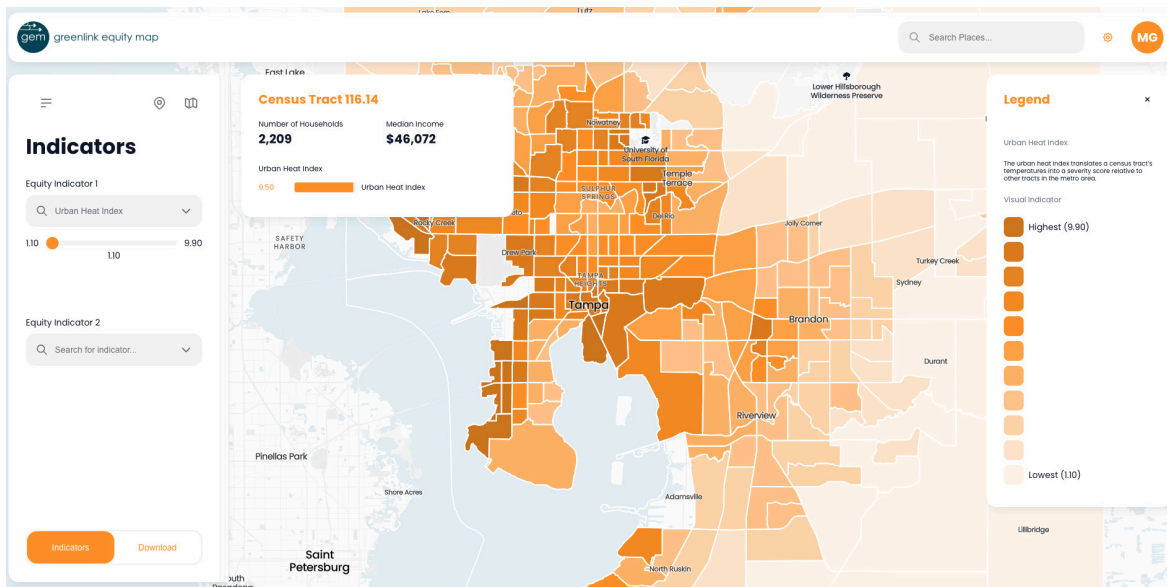 Lake Fern
Lutz
gem
greenlink equity map
Search Places...
MG
East Lake
Lower Hillsborough
Wilderness Preserve
Census Tract 116.14
Number of Households
Median Income
2,209
$46,072
Urban Heat Index
9.50
Urban Heat Index
Indicators
Equity Indicator 1
Urban Heat Index
1.10
9.90
1.10
Equity Indicator 2
Search for indicator...
Indicators
Download
Legend
×
Urban Heat Index
The urban heat index translates a census tract's
temperatures into a severity score relative to
other tracts in the metro area.
Visual Indicator
Highest (9.90)
Lowest (1.10)
Nowatney
University of
South Florida
Temple
Terrace
SULPHUR
SPRINGS
Del Rio
Rocky Creek
Jolly Corner
SAFETY
HARBOR
Drew Park
Turkey Creek
TAMPA
HEIGHTS
Sydney
Tampa
Brandon
Durant
Riverview
Pinellas Park
Shore Acres
Adamsville
Lillibridge
Saint
Petersburg
North Ruskin